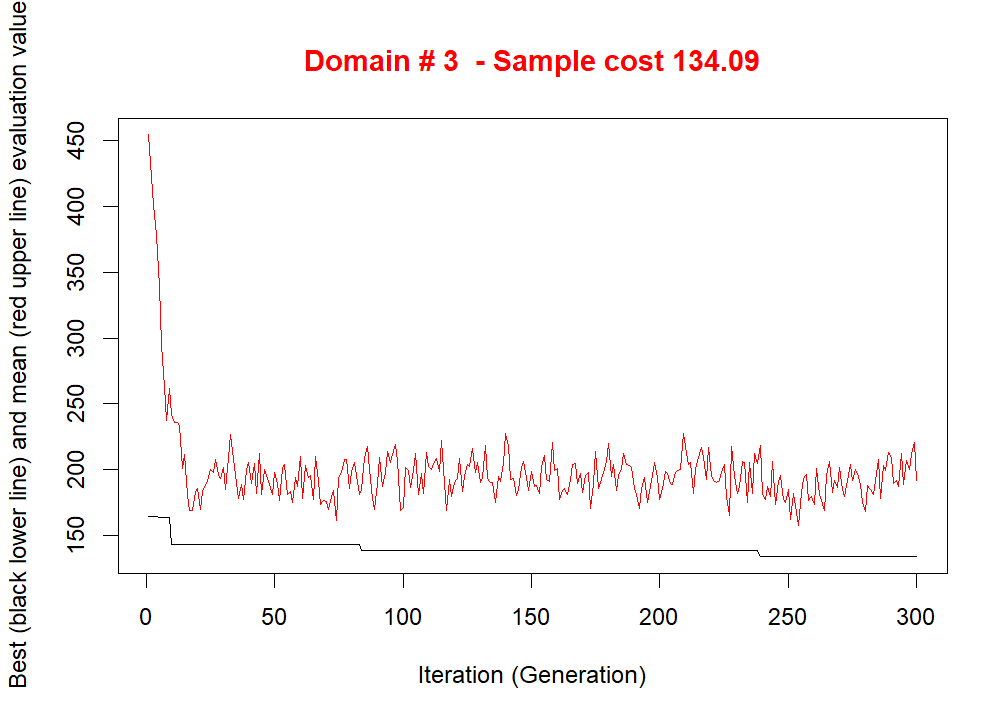 Domain # 3  - Sample cost 134.09
Best (black lower line) and mean (red upper line) evaluation value
450
400
350
300
250
200
150
0 50 100 150 200 250 300
Iteration (Generation)